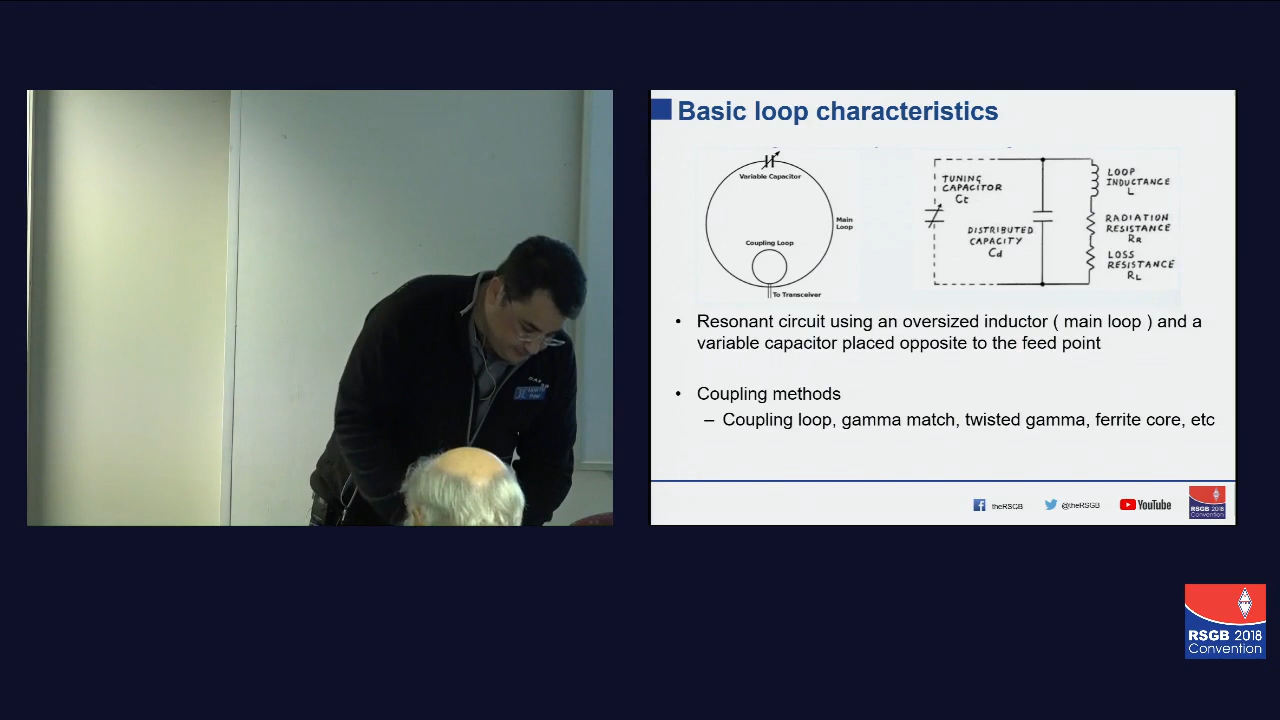 Basic loop characteristics
Variable Capacitor
Main
Loop
Coupling Loop
To Transceiver
TUNING
CAPACITOR
Ct
DISTRIBUTED
CAPACITY
Cd
LOOP
INDUCTANCE
L
RADIATION
RESISTANCE
RR
LOSS
RESISTANCE
RL
• Resonant circuit using an oversized inductor ( main loop ) and a
variable capacitor placed opposite to the feed point
• Coupling methods
– Coupling loop, gamma match, twisted gamma, ferrite core, etc
theRSGB
@theRSGB
YouTube
RSGB 2018
Convention
RSGB 2018
Convention